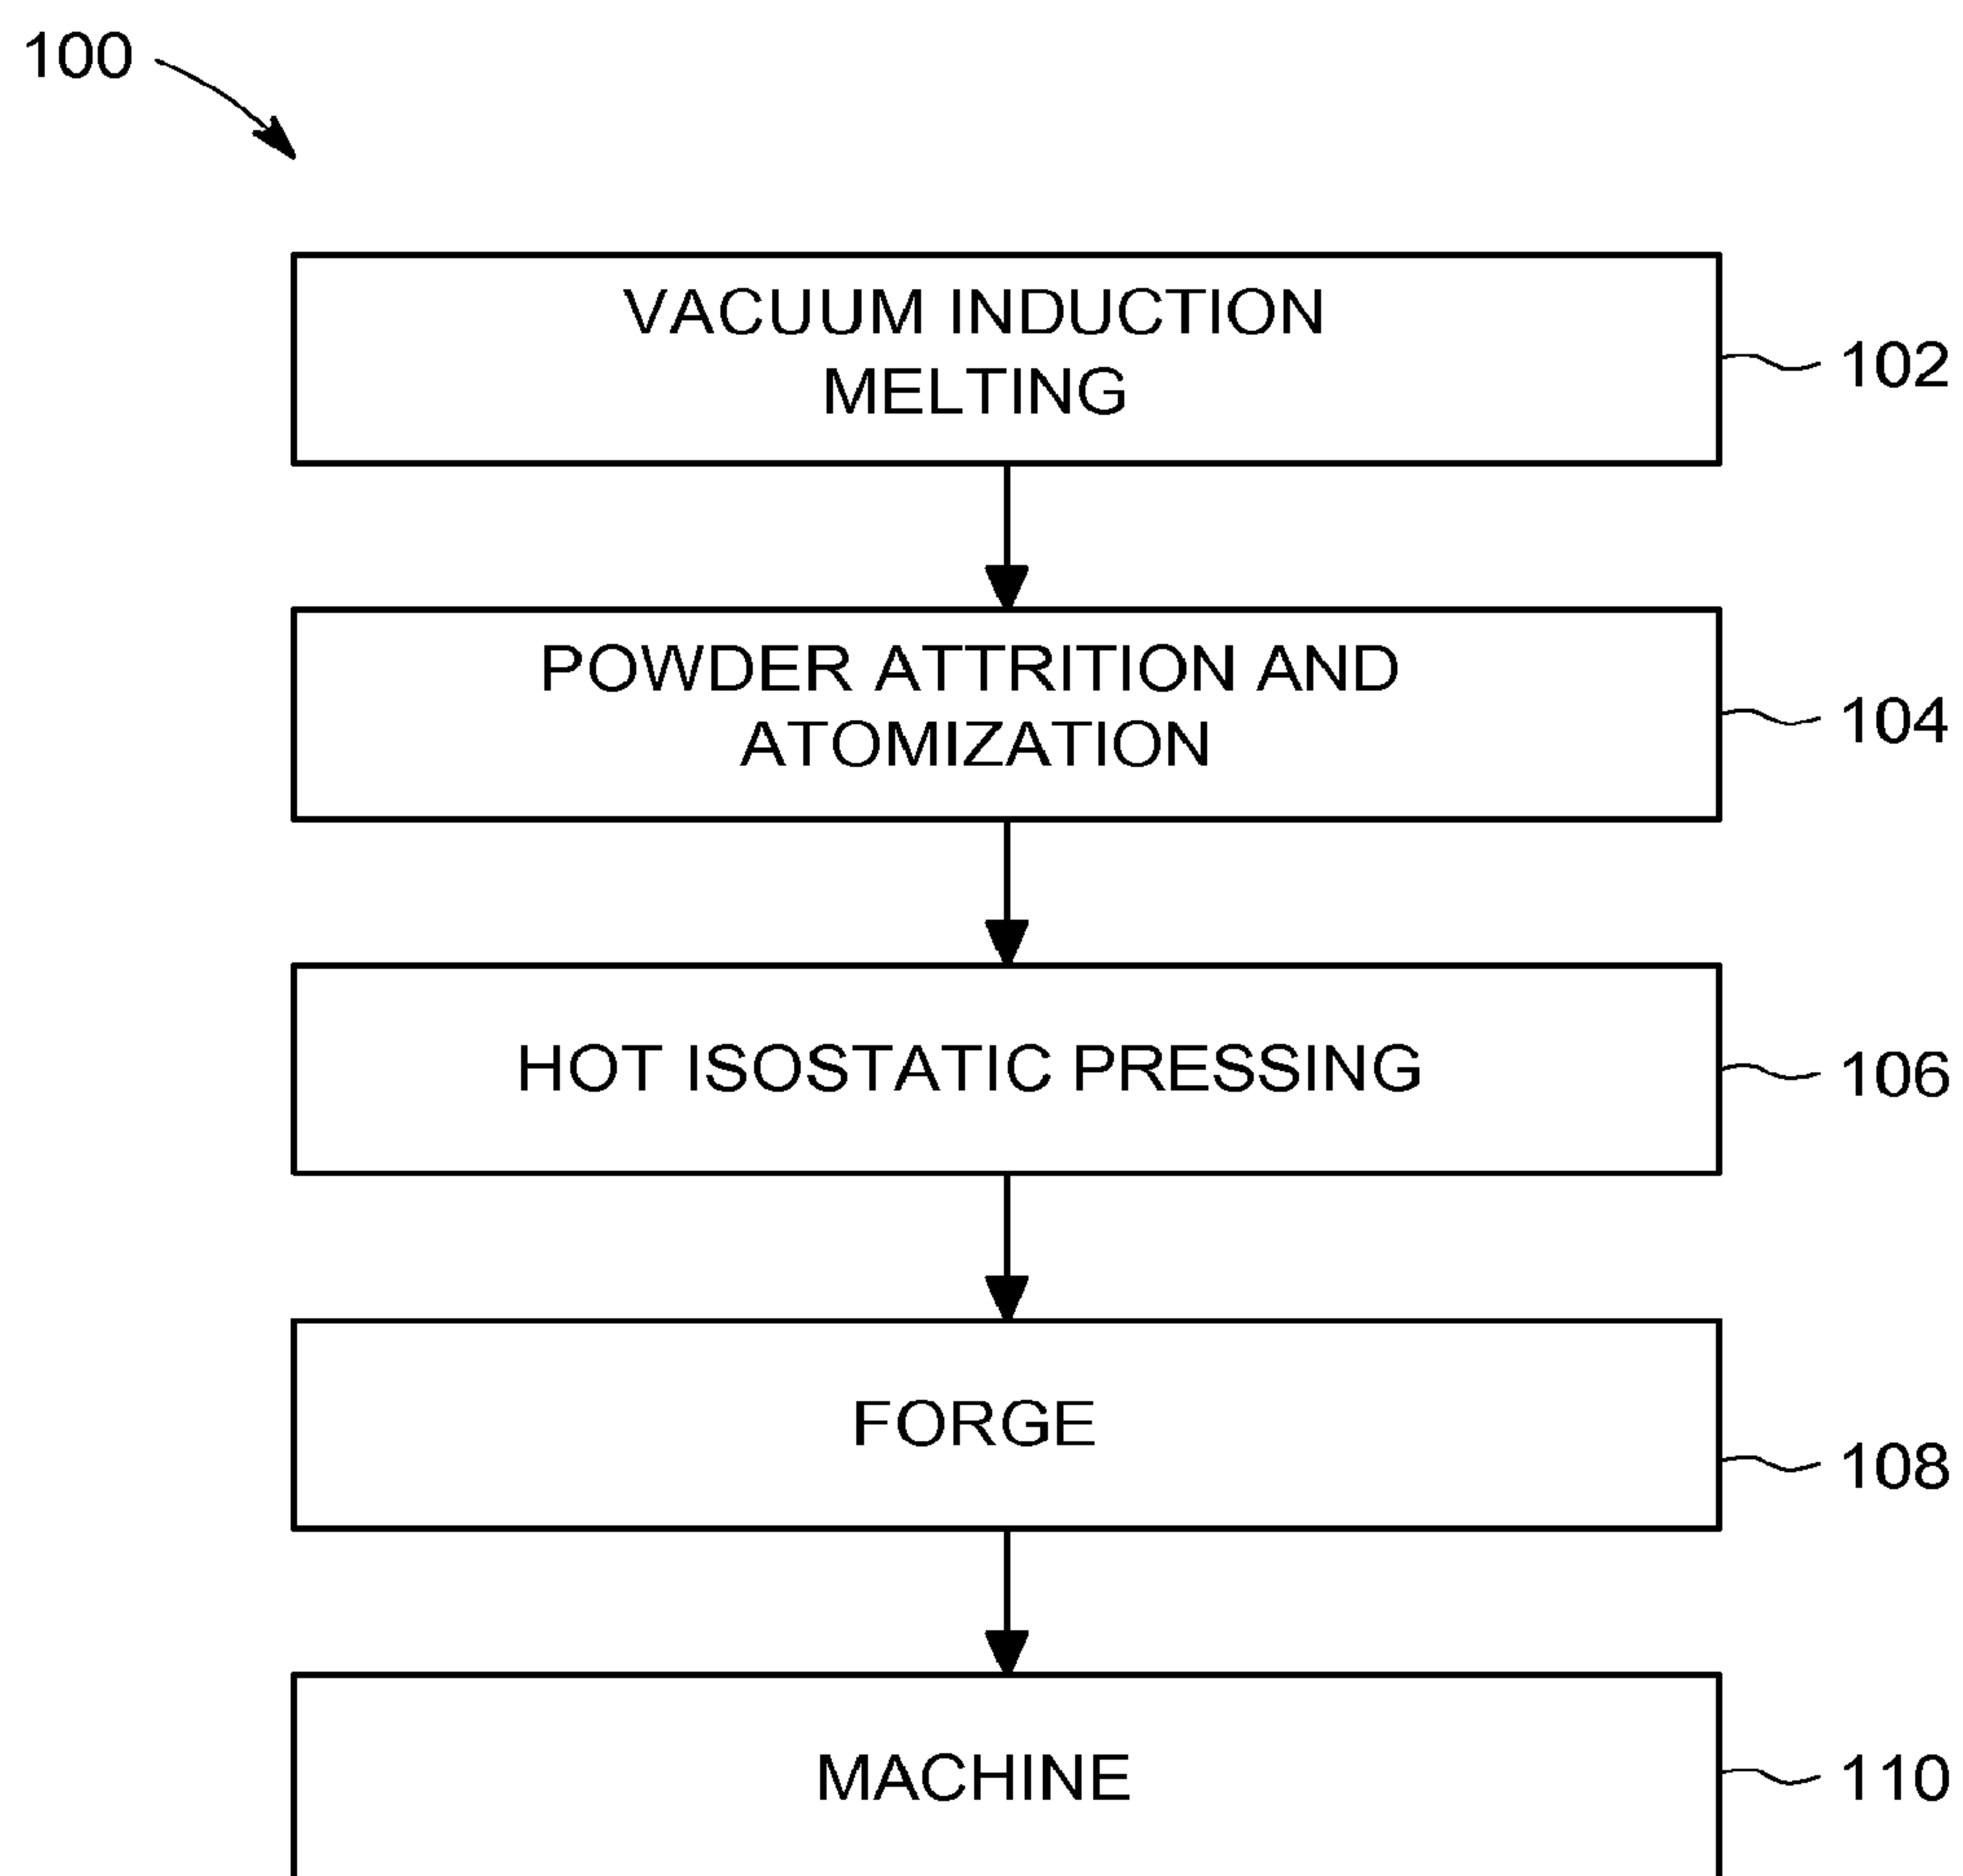 100
VACUUM INDUCTION
MELTING
102
POWDER ATTRITION AND
ATOMIZATION
104
HOT ISOSTATIC PRESSING
106
FORGE
108
MACHINE
110